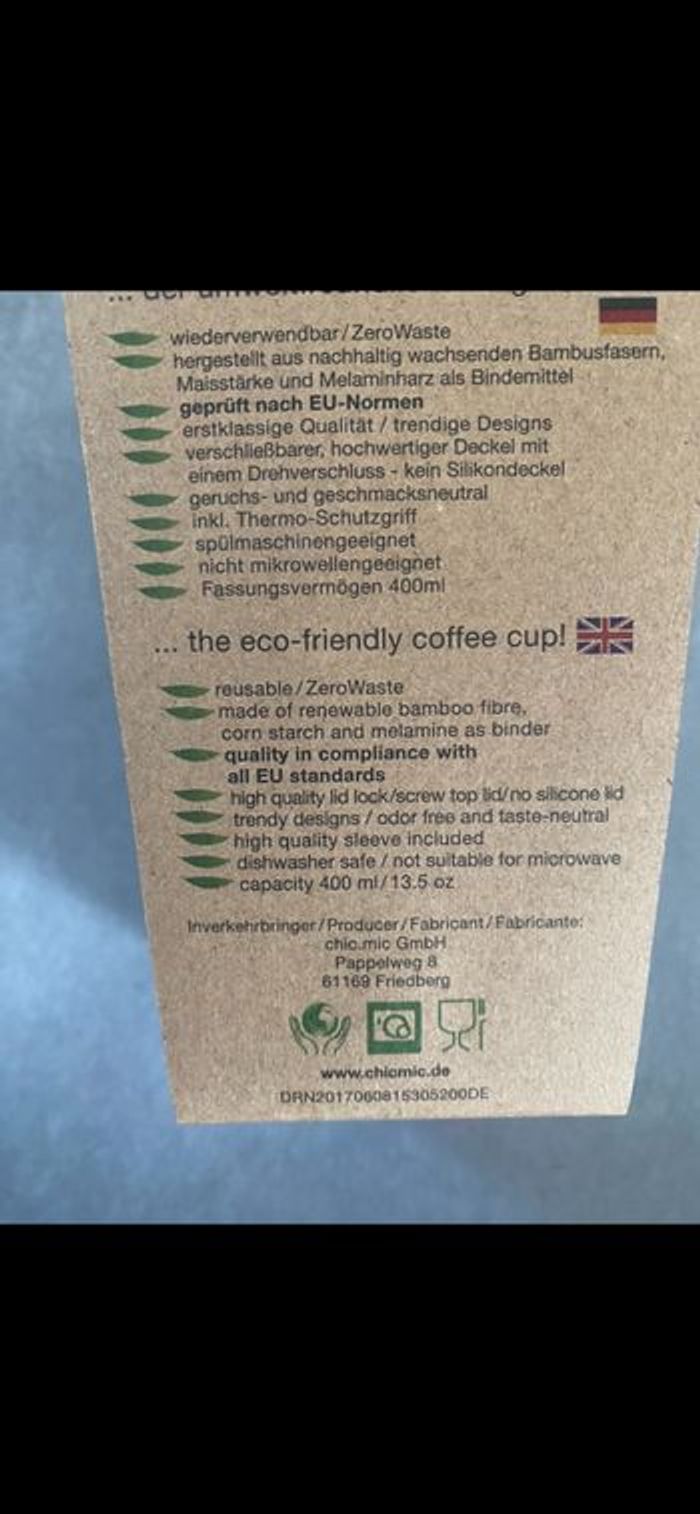 ... der
wiederverwendbar/ZeroWaste
hergestellt aus nachhaltig wachsenden Bambusfasern,
Maisstärke und Melaminharz als Bindemittel
geprüft nach EU-Normen
erstklassige Qualität / trendige Designs
verschließbarer, hochwertiger Deckel mit
einem Drehverschluss - kein Silikondeckel
geruchs- und geschmacksneutral
inkl. Thermo-Schutzgriff
spülmaschinengeeignet
nicht mikrowellengeeignet
Fassungsvermögen 400ml
... the eco-friendly coffee cup!
reusable/ZeroWaste
made of renewable bamboo fibre,
corn starch and melamine as binder
quality in compliance with
all EU standards
high quality lid lock/screw top lid/no silicone lid
trendy designs / odor free and taste-neutral
high quality sleeve included
dishwasher safe / not suitable for microwave
capacity 400 ml/13.5 oz
Inverkehrbringer/Producer/Fabricant/Fabricante:
chic.mic GmbH
Pappelweg 8
61169 Friedberg
www.chicmic.de
DRN2017060815305200DE